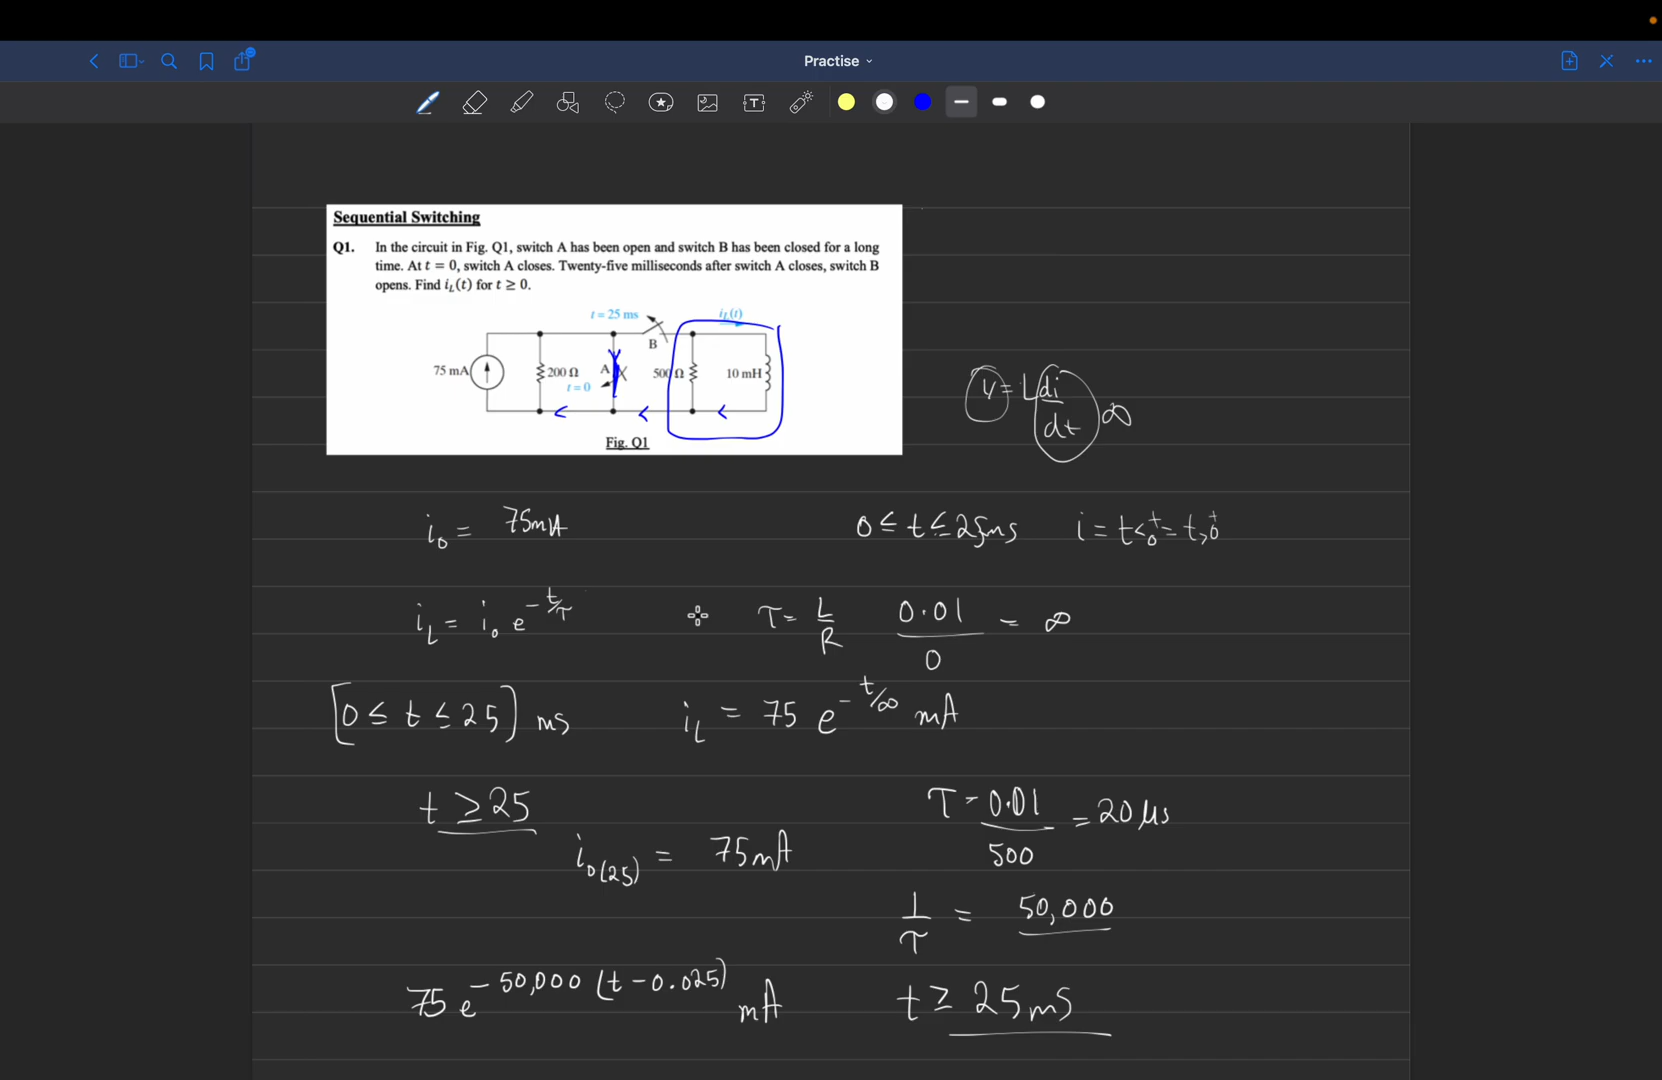 Practise
Sequential Switching
Q1. In the circuit in Fig. Q1, switch A has been open and switch B has been closed for a long
time. At t = 0, switch A closes. Twenty-five milliseconds after switch A closes, switch B
opens. Find iL(t) for t ≥ 0.
t = 25 ms
iL(t)
B
75 mA
200 Ω
A
500 Ω
10 mH
t = 0
Fig. Q1
v = L di/dt ∞
i0 = 75mA
0 ≤ t ≤ 25ms i = t<0+ = t>0+
iL = i0 e^-t/τ
τ = L/R 0.01/0 = ∞
[0 ≤ t ≤ 25] ms iL = 75 e^-t/∞ mA
t ≥ 25
τ = 0.01/500 = 20 μs
i0(25) = 75mA
1/τ = 50,000
75 e^-50,000 (t - 0.025) mA t ≥ 25ms